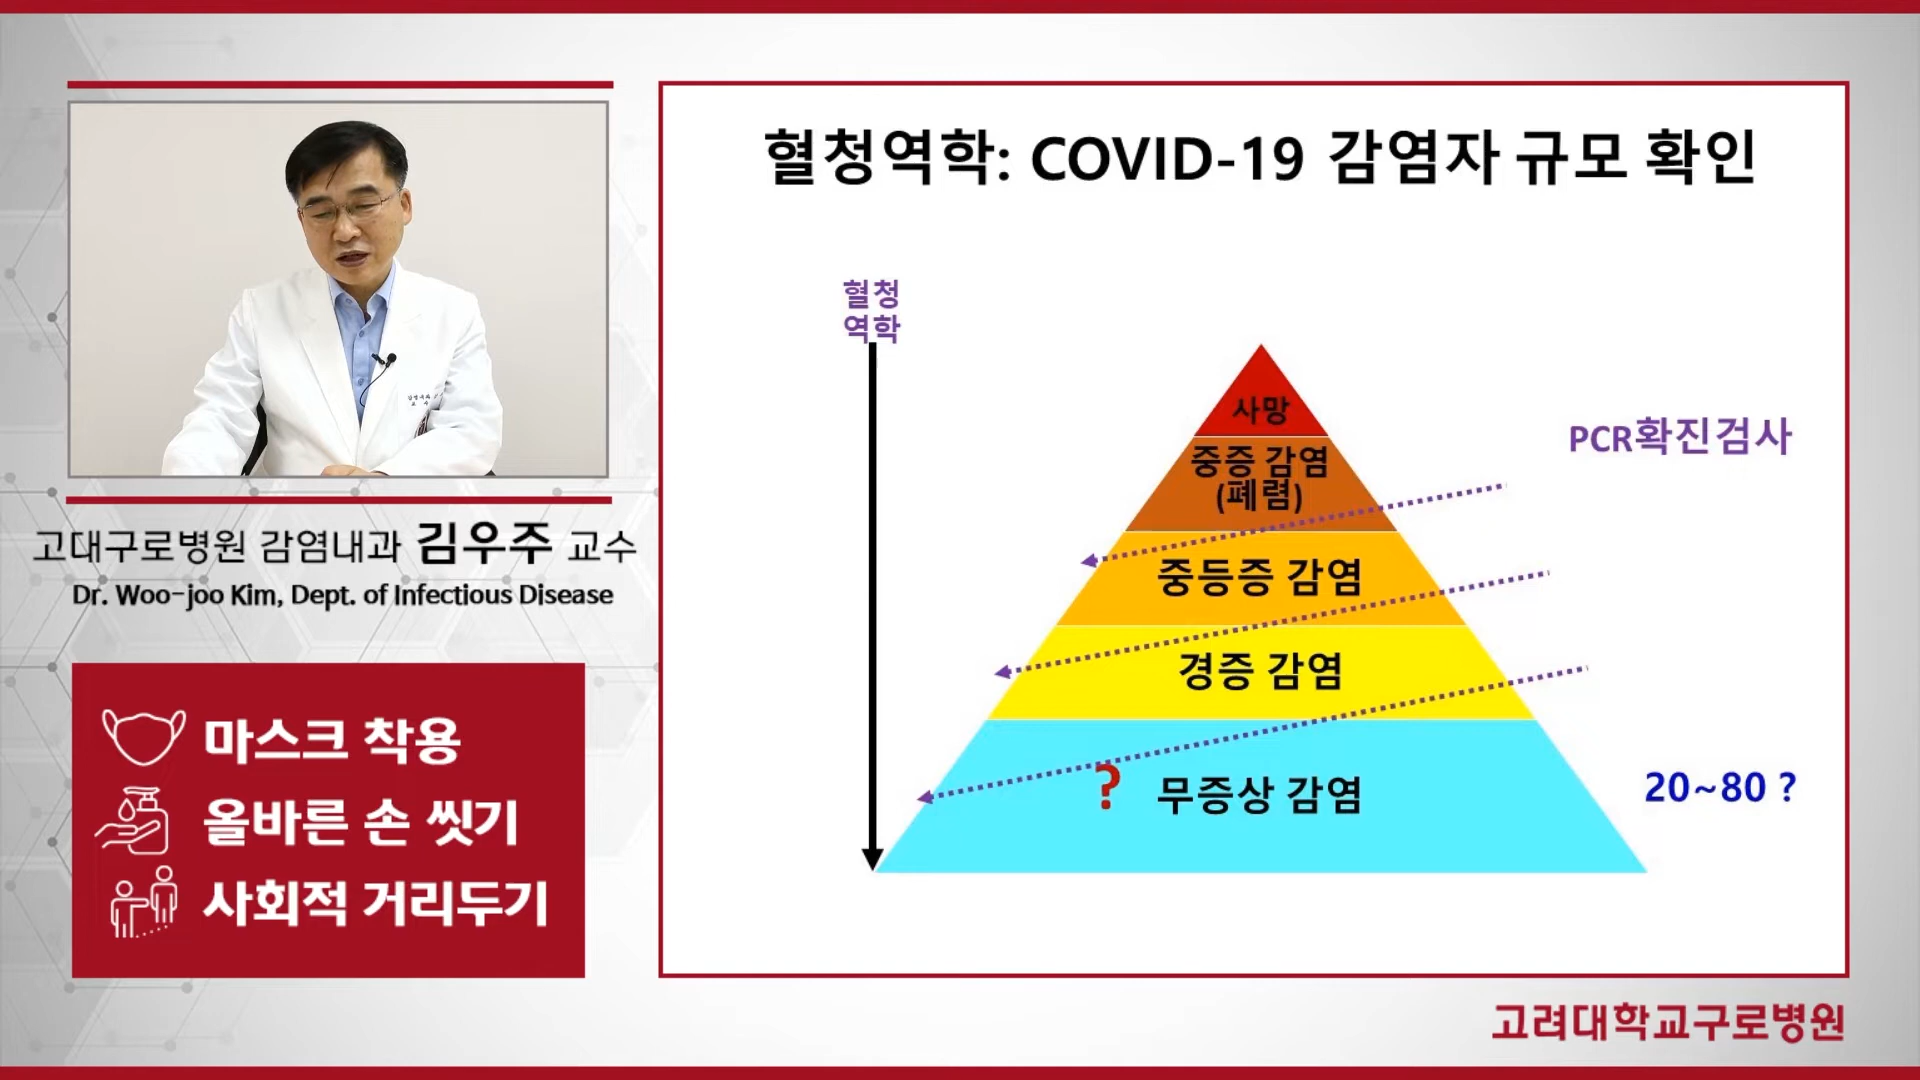 혈청역학: COVID-19 감염자 규모 확인
혈청
역학
사망
중증 감염
(폐렴)
중등증 감염
경증 감염
? 무증상 감염
PCR확진검사
20~80 ?
고대구로병원 감염내과 김우주 교수
Dr. Woo-joo Kim, Dept. of Infectious Disease
마스크 착용
올바른 손 씻기
사회적 거리두기
고려대학교구로병원